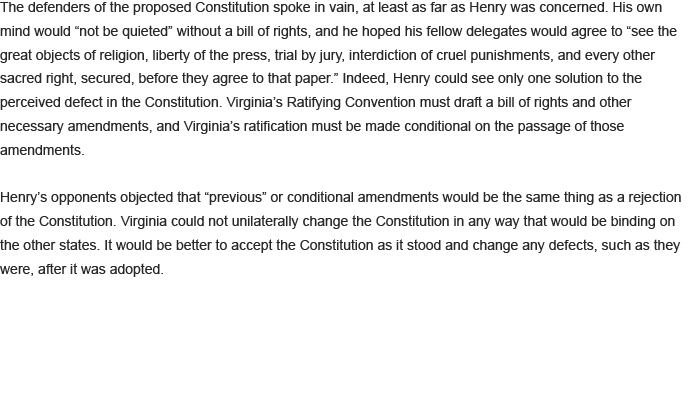 The defenders of the proposed Constitution spoke in vain, at least as far as Henry was concerned. His own
mind would “not be quieted” without a bill of rights, and he hoped his fellow delegates would agree to “see the
great objects of religion, liberty of the press, trial by jury, interdiction of cruel punishments, and every other
sacred right, secured, before they agree to that paper.” Indeed, Henry could see only one solution to the
perceived defect in the Constitution. Virginia’s Ratifying Convention must draft a bill of rights and other
necessary amendments, and Virginia’s ratification must be made conditional on the passage of those
amendments.
Henry’s opponents objected that “previous” or conditional amendments would be the same thing as a rejection
of the Constitution. Virginia could not unilaterally change the Constitution in any way that would be binding on
the other states. It would be better to accept the Constitution as it stood and change any defects, such as they
were, after it was adopted.